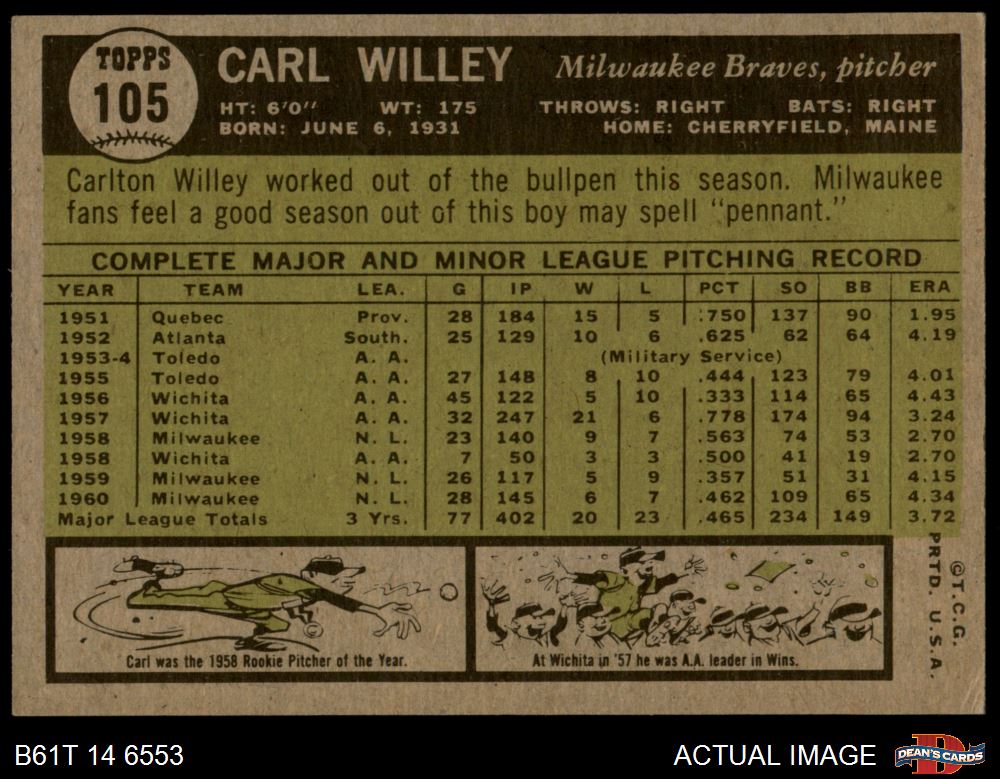 TOPPS
105
CARL WILLEY
Milwaukee Braves, pitcher
HT: 6'0" WT: 175 THROWS: RIGHT BATS: RIGHT
BORN: JUNE 6, 1931 HOME: CHERRYFIELD, MAINE
Carlton Willey worked out of the bullpen this season. Milwaukee
fans feel a good season out of this boy may spell "pennant."
COMPLETE MAJOR AND MINOR LEAGUE PITCHING RECORD
YEAR TEAM LEA. G IP W L PCT SO BB ERA
1951 Quebec Prov. 28 184 15 5 .750 137 90 1.95
1952 Atlanta South. 25 129 10 6 .625 62 64 4.19
1953-4 Toledo A. A. (Military Service)
1955 Toledo A. A. 27 148 8 10 .444 123 79 4.01
1956 Wichita A. A. 45 122 5 10 .333 114 65 4.43
1957 Wichita A. A. 32 247 21 6 .778 174 94 3.24
1958 Milwaukee N. L. 23 140 9 7 .563 74 53 2.70
1958 Wichita A. A. 7 50 3 3 .500 41 19 2.70
1959 Milwaukee N. L. 26 117 5 9 .357 51 31 4.15
1960 Milwaukee N. L. 28 145 6 7 .462 109 65 4.34
Major League Totals 3 Yrs. 77 402 20 23 .465 234 149 3.72
Carl was the 1958 Rookie Pitcher of the Year.
At Wichita in '57 he was A.A. leader in Wins.
©T.C.G.
PRTD. U.S.A.
B61T 14 6553
ACTUAL IMAGE
DEAN'S CARDS